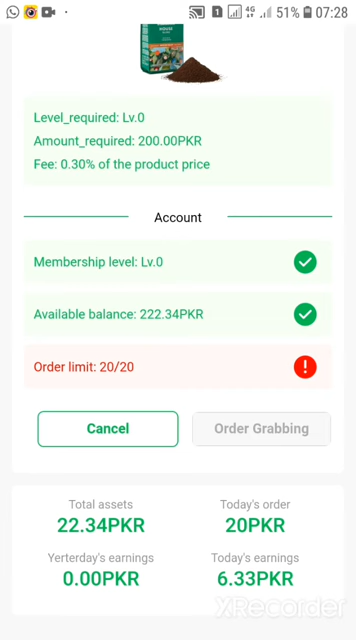 4G
51%
07:28
Level_required: Lv.0
Amount_required: 200.00PKR
Fee: 0.30% of the product price
Account
Membership level: Lv.0
Available balance: 222.34PKR
Order limit: 20/20
Cancel
Order Grabbing
Total assets
Today's order
22.34PKR
20PKR
Yerterday's earnings
Today's earnings
0.00PKR
6.33PKR
XRecorder